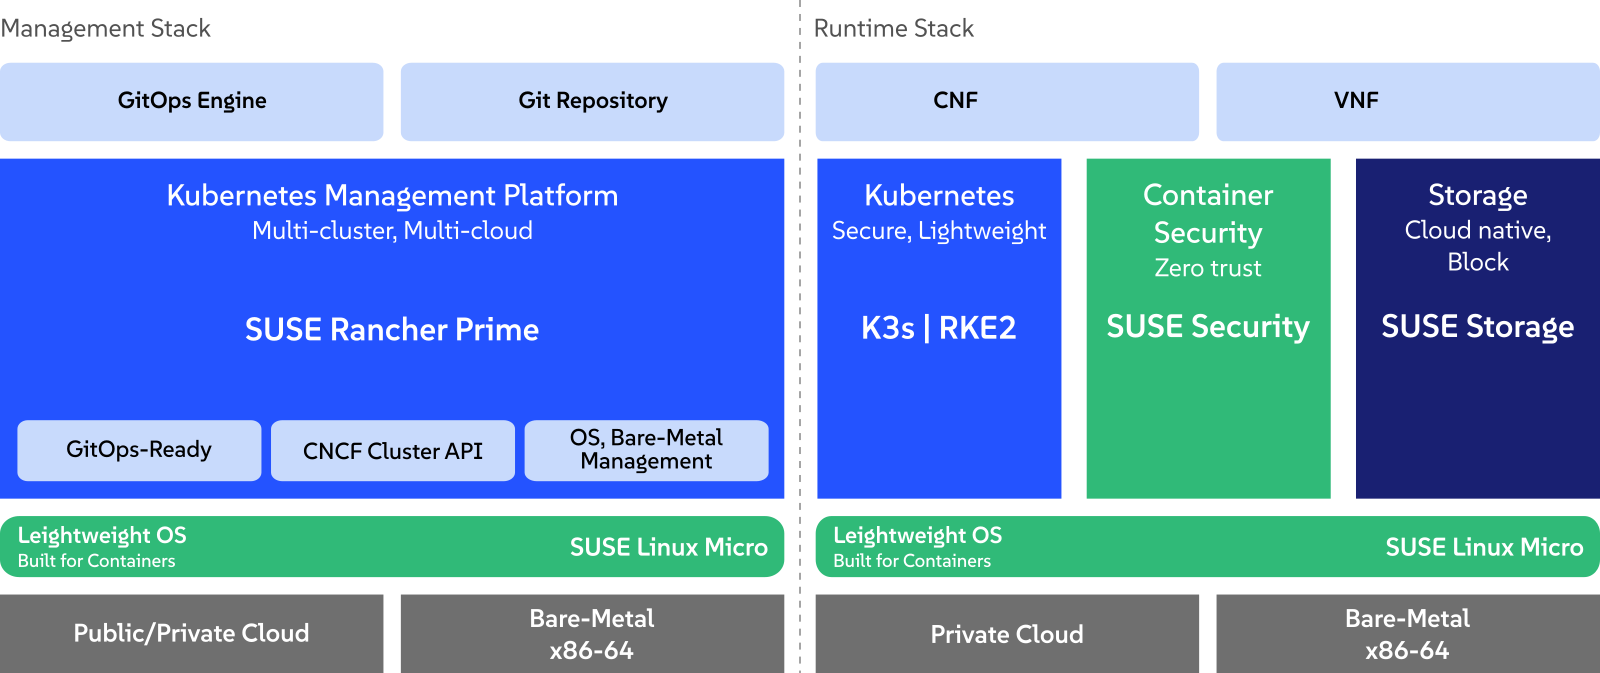 Management Stack
GitOps Engine
Git Repository
Kubernetes Management Platform
Multi-cluster, Multi-cloud
SUSE Rancher Prime
GitOps-Ready
CNCF Cluster API
OS, Bare-Metal
Management
Leightweight OS
Built for Containers
SUSE Linux Micro
Public/Private Cloud
Bare-Metal
x86-64
Runtime Stack
CNF
VNF
Kubernetes
Secure, Lightweight
K3s | RKE2
Container
Security
Zero trust
SUSE Security
Storage
Cloud native,
Block
SUSE Storage
Leightweight OS
Built for Containers
SUSE Linux Micro
Private Cloud
Bare-Metal
x86-64